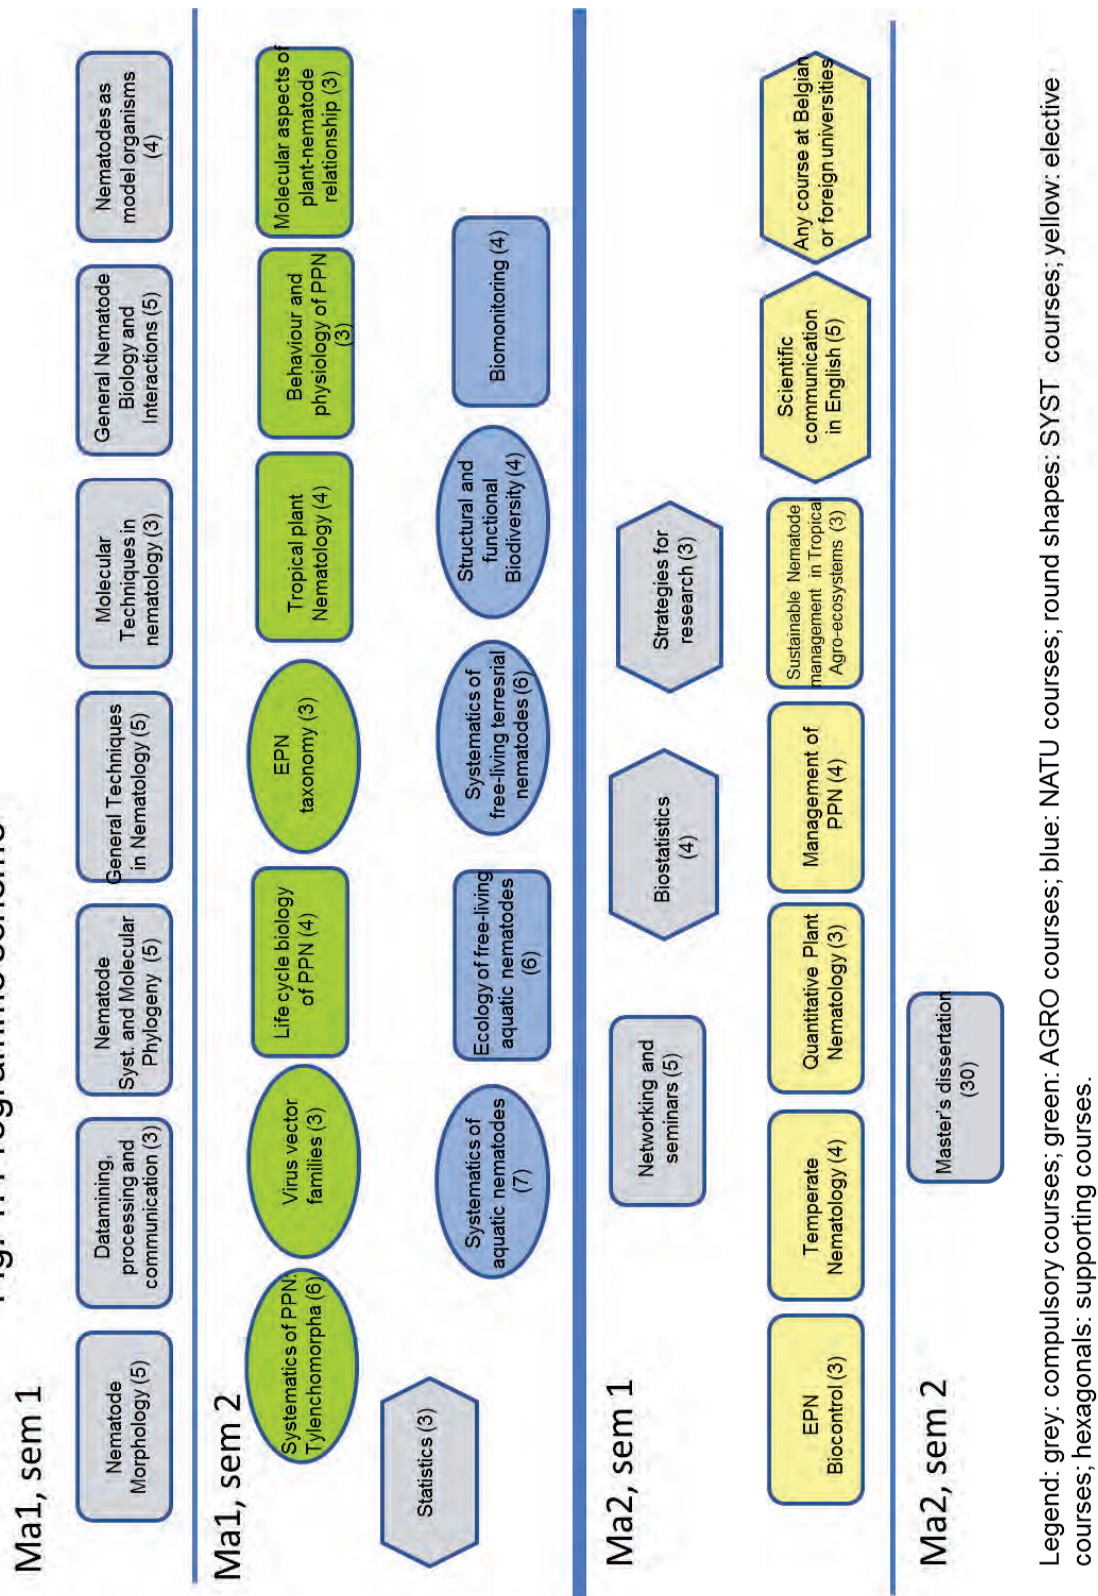 Ma1, sem 1
Nematode
Morphology (5)
Datamining,
processing and
communication (3)
Nematode
Syst. and Molecular
Phylogeny (5)
General Techniques
in Nematology (5)
Molecular
Techniques in
nematology (3)
General Nematode
Biology and
Interactions (5)
Nematodes as
model organisms
(4)
Ma1, sem 2
Systematics of PPN:
Tylenchomorpha (6)
Virus vector
families (3)
Life cycle biology
of PPN (4)
EPN
taxonomy (3)
Tropical plant
Nematology (4)
Behaviour and
physiology of PPN
(3)
Molecular aspects of
plant-nematode
relationship (3)
Statistics (3)
Systematics of
aquatic nematodes
(7)
Ecology of free-living
aquatic nematodes
(6)
Systematics of
free-living terresrial
nematodes (6)
Structural and
functional
Biodiversity (4)
Biomonitoring (4)
Ma2, sem 1
Networking and
seminars (5)
Biostatistics
(4)
Strategies for
research (3)
EPN
Biocontrol (3)
Temperate
Nematology (4)
Quantitative Plant
Nematology (3)
Management of
PPN (4)
Sustainable Nematode
management in Tropical
Agro-ecosystems (3)
Scientific
communication
in English (5)
Any course at Belgian
or foreign universities
Ma2, sem 2
Master's dissertation
(30)
Legend: grey: compulsory courses; green: AGRO courses; blue: NATU courses; round shapes: SYST courses; yellow: elective
courses; hexagonals: supporting courses.